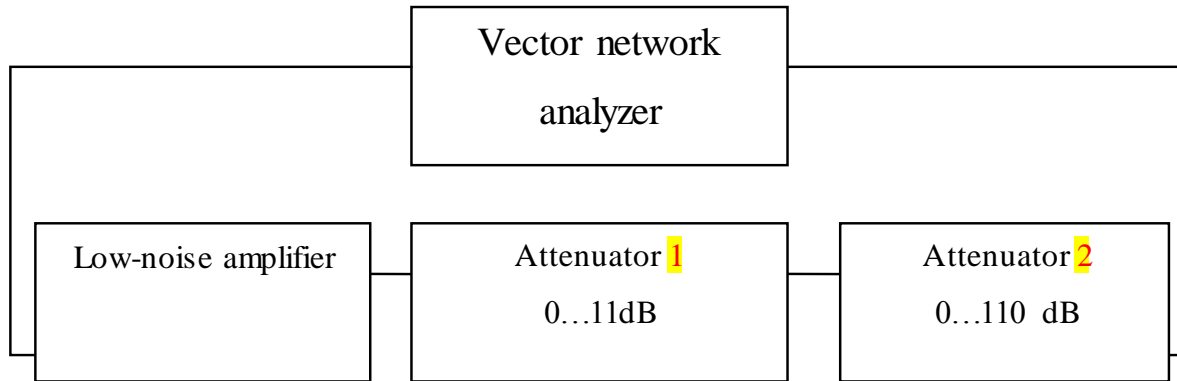 Vector network
analyzer
Low-noise amplifier
Attenuator 1
0…11dB
Attenuator 2
0…110 dB